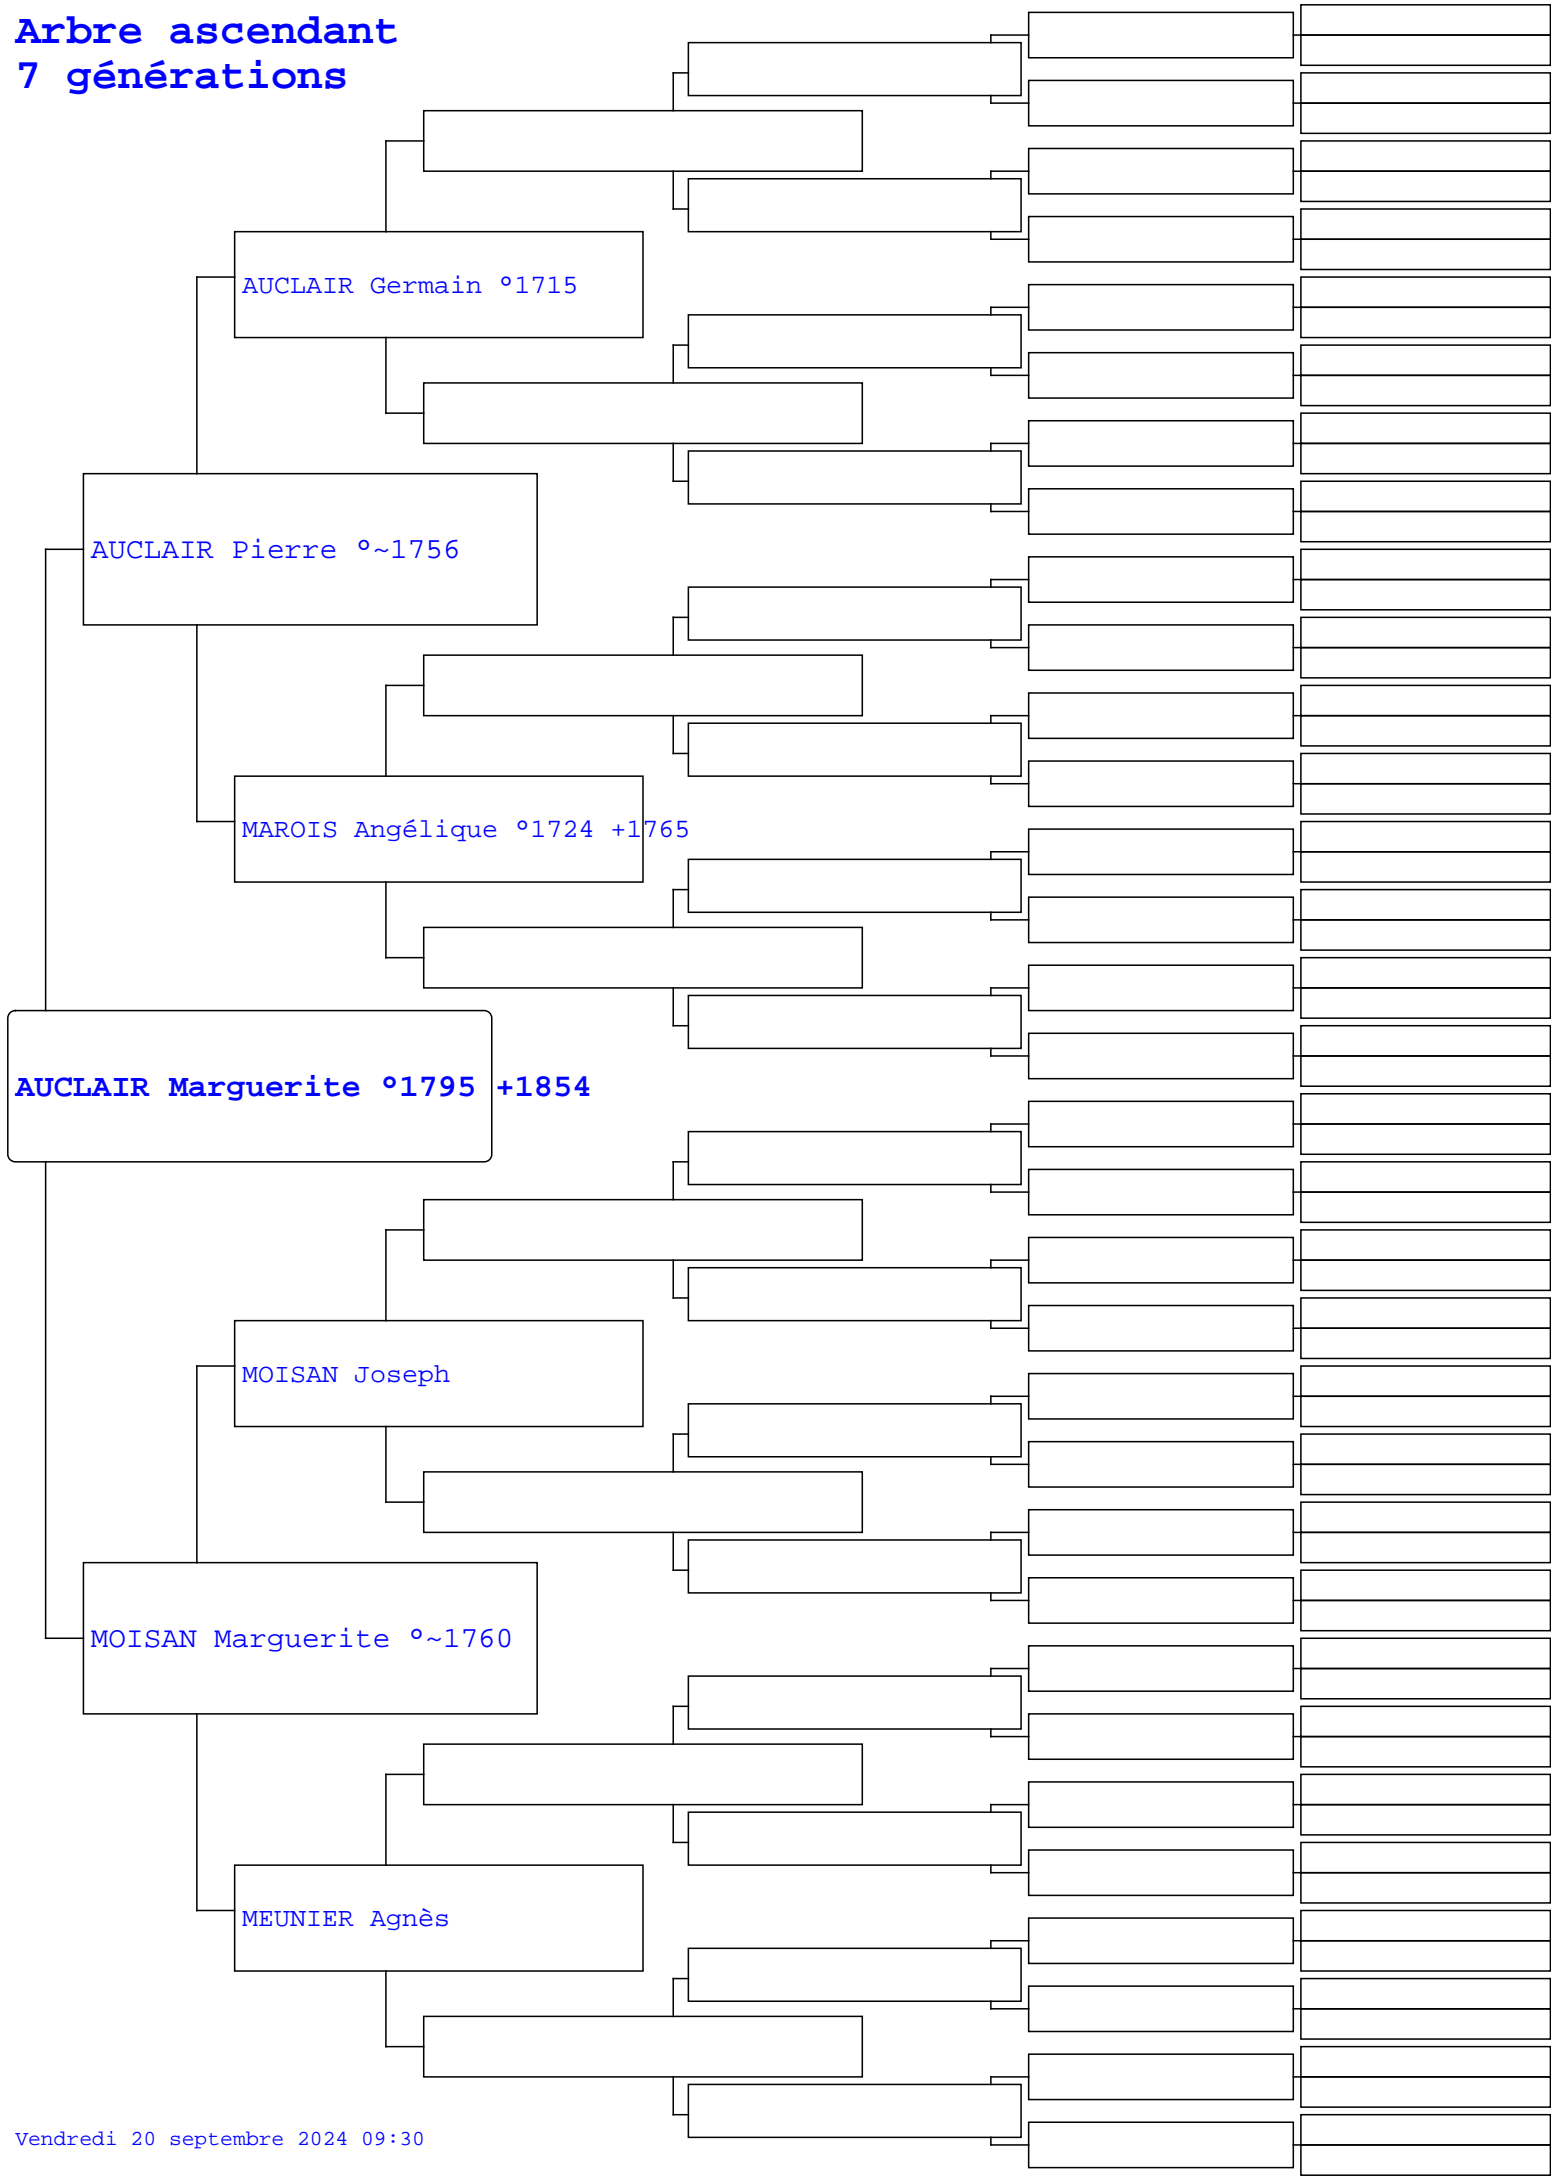 Arbre ascendant
7 générations
AUCLAIR Germain °1715
AUCLAIR Pierre °~1756
MAROIS Angélique °1724 +1765
AUCLAIR Marguerite °1795 +1854
MOISAN Joseph
MOISAN Marguerite °~1760
MEUNIER Agnès
Vendredi 20 septembre 2024 09:30